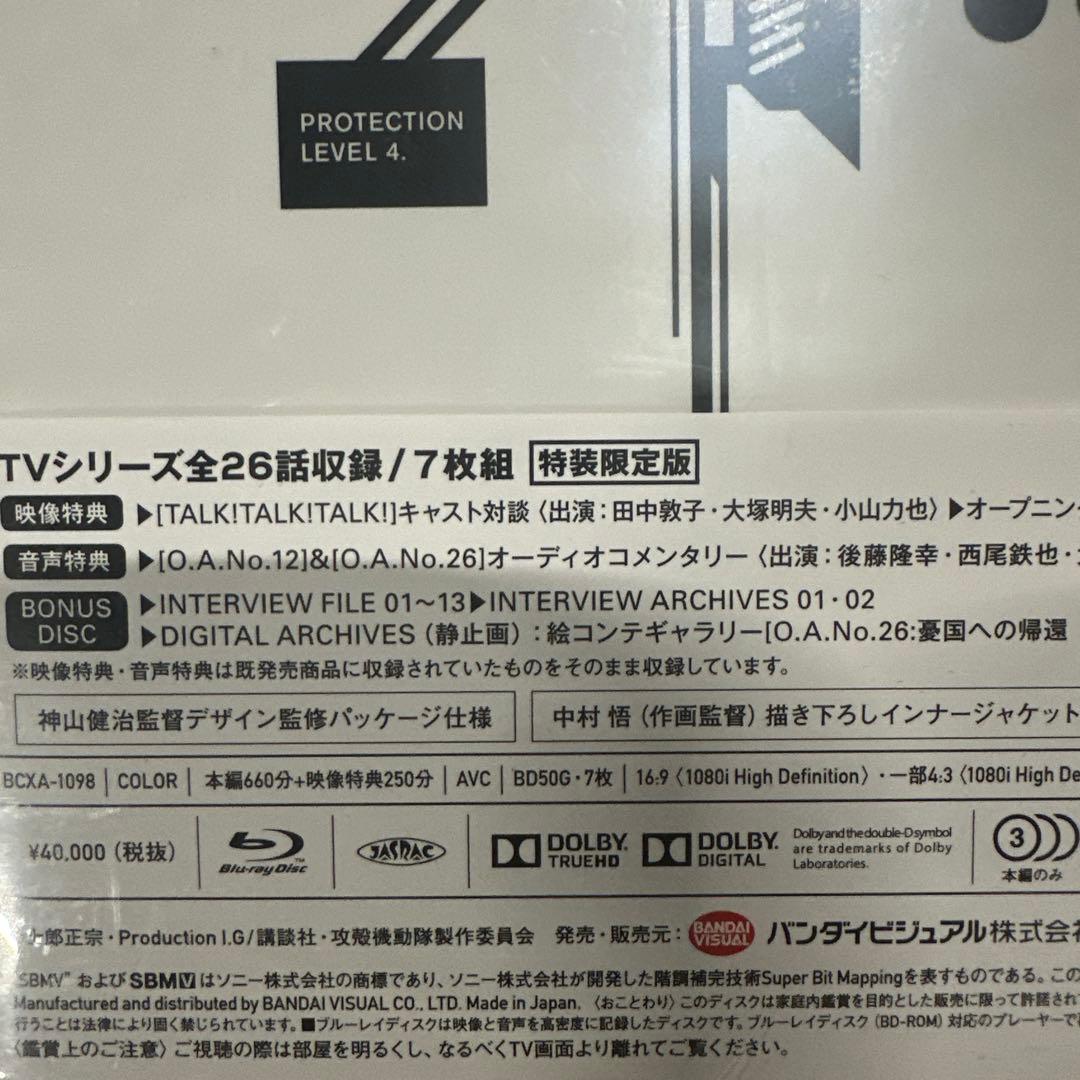 PROTECTION
LEVEL 4.
TVシリーズ全26話収録/7枚組 特装限定版
映像特典 ▶[TALK!TALK!TALK!]キャスト対談〈出演:田中敦子・大塚明夫・小山力也〉▶オープニン
音声特典 ▶[O.A.No.12]&[O.A.No.26]オーディオコメンタリー〈出演:後藤隆幸・西尾鉄也・
BONUS DISC ▶INTERVIEW FILE 01~13▶INTERVIEW ARCHIVES 01・02
▶DIGITAL ARCHIVES(静止画):絵コンテギャラリー[O.A.No.26:憂国への帰還
※映像特典・音声特典は既発売商品に収録されていたものをそのまま収録しています。
神山健治監督デザイン監修パッケージ仕様 中村 悟(作画監督)描き下ろしインナージャケット
BCXA-1098 COLOR 本編660分+映像特典250分 AVC BD50G・7枚 16:9〈1080i High Definition〉・一部4:3〈1080i High De
¥40,000(税抜) Blu-ray Disc™ JASRAC DOLBY TRUEHD DOLBY DIGITAL Dolby and the double-D symbol are trademarks of Dolby Laboratories. 3 本編のみ
士郎正宗・Production I.G/講談社・攻殻機動隊製作委員会 発売・販売元: BANDAI VISUAL バンダイビジュアル株式会社
"SBMV" および SBMV はソニー株式会社の商標であり、ソニー株式会社が開発した階調補完技術Super Bit Mappingを表すものである。この
Manufactured and distributed by BANDAI VISUAL CO., LTD. Made in Japan. 〈おことわり〉このディスクは家庭内鑑賞を目的とした販売に限って許諾され
行うことは法律により固く禁じられています。■ブルーレイディスクは映像と音声を高密度に記録したディスクです。ブルーレイディスク(BD-ROM)対応のプレーヤーで
〈鑑賞上のご注意〉ご視聴の際は部屋を明るくし、なるべくTV画面より離れてご覧ください。